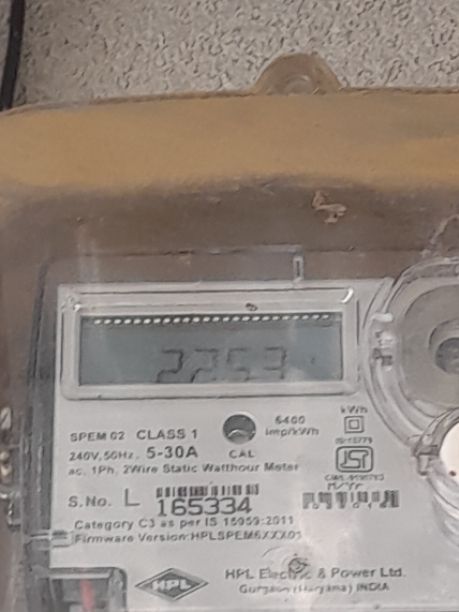 SPEM 02 CLASS 1
240V, 50Hz, 5-30A
ac. 1Ph. 2Wire Static Watthour Meter
CAL
6400
imp/kWh
kWh
S.No. L 165334
Category C3 as per IS 15959:2011
Firmware Version:HPLSPEM6XXX01
HPL
HPL Electric & Power Ltd.
Gurgaon (Haryana) INDIA